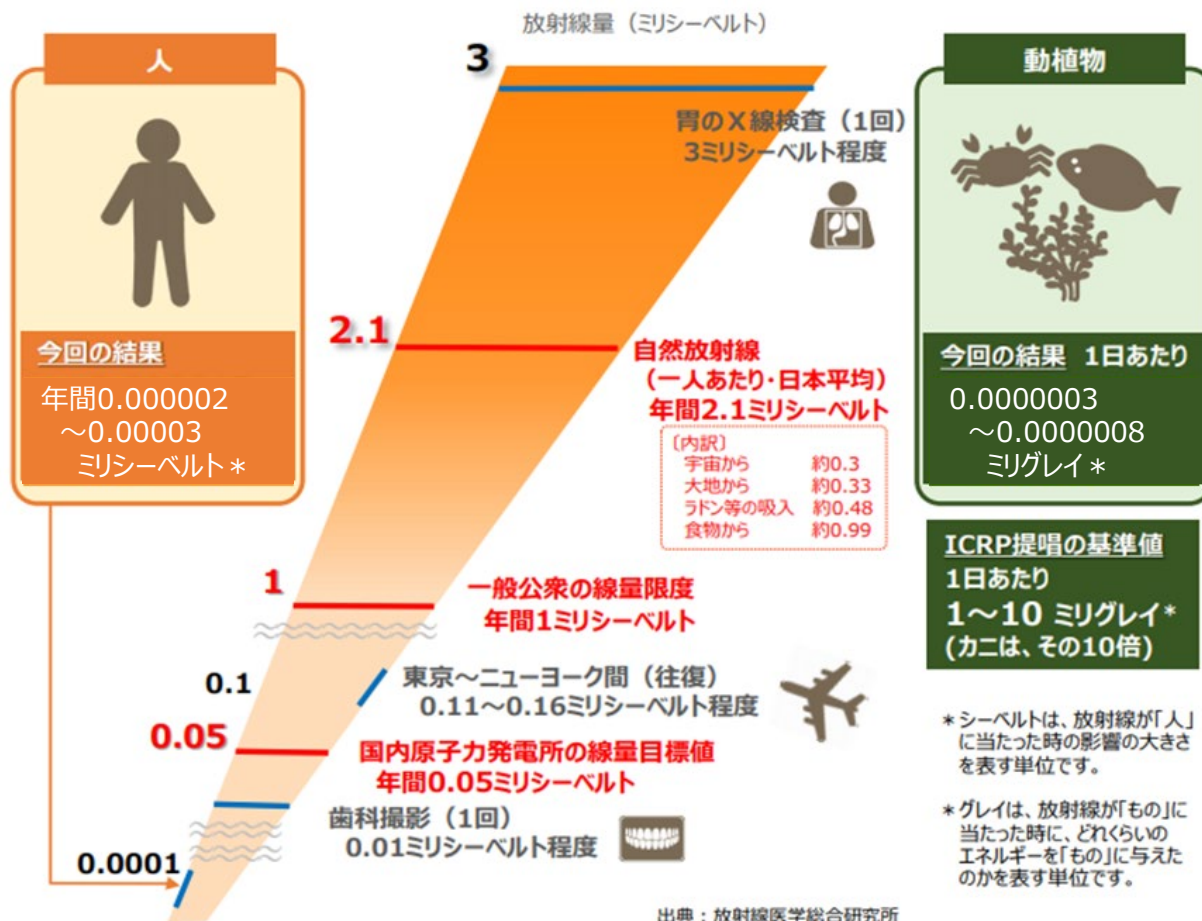 放射線量（ミリシーベルト）
人
今回の結果
年間0.000002
～0.00003
ミリシーベルト＊
3
胃のX線検査（1回）
3ミリシーベルト程度
2.1
自然放射線
（一人あたり・日本平均）
年間2.1ミリシーベルト
〔内訳〕
宇宙から 約0.3
大地から 約0.33
ラドン等の吸入 約0.48
食物から 約0.99
1
一般公衆の線量限度
年間1ミリシーベルト
0.1
東京～ニューヨーク間（往復）
0.11～0.16ミリシーベルト程度
0.05
国内原子力発電所の線量目標値
年間0.05ミリシーベルト
歯科撮影（1回）
0.01ミリシーベルト程度
0.0001
動植物
今回の結果 1日あたり
0.0000003
～0.0000008
ミリグレイ＊
ICRP提唱の基準値
1日あたり
1～10 ミリグレイ*
(カニは、その10倍)
＊シーベルトは、放射線が「人」
に当たった時の影響の大きさ
を表す単位です。
＊グレイは、放射線が「もの」に
当たった時に、どれくらいの
エネルギーを「もの」に与えた
のかを表す単位です。
出典：放射線医学総合研究所